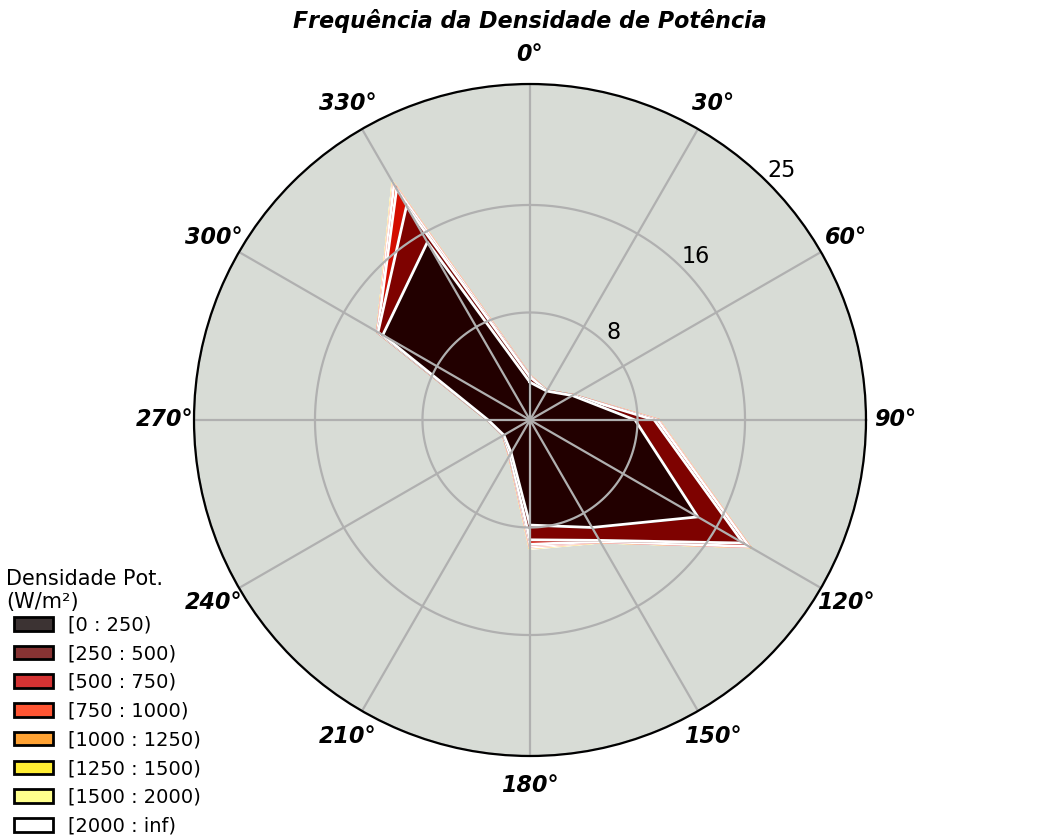 Frequência da Densidade de Potência
0°
330°
30°
25
300°
60°
16
8
270°
90°
240°
120°
210°
150°
180°
Densidade Pot.
(W/m²)
[0 : 250)
[250 : 500)
[500 : 750)
[750 : 1000)
[1000 : 1250)
[1250 : 1500)
[1500 : 2000)
[2000 : inf)